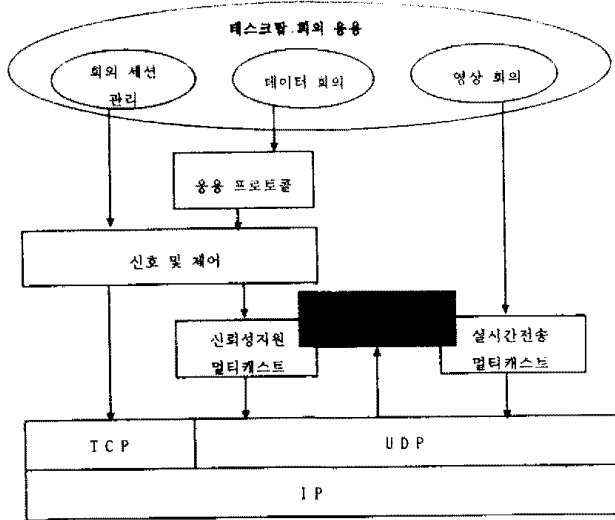 데스크탑 회의 응용
회의 세션
관리
데이터 회의
영상 회의
응용 프로토콜
신호 및 제어
신뢰성지원
멀티캐스트
실시간전송
멀티캐스트
TCP
UDP
IP